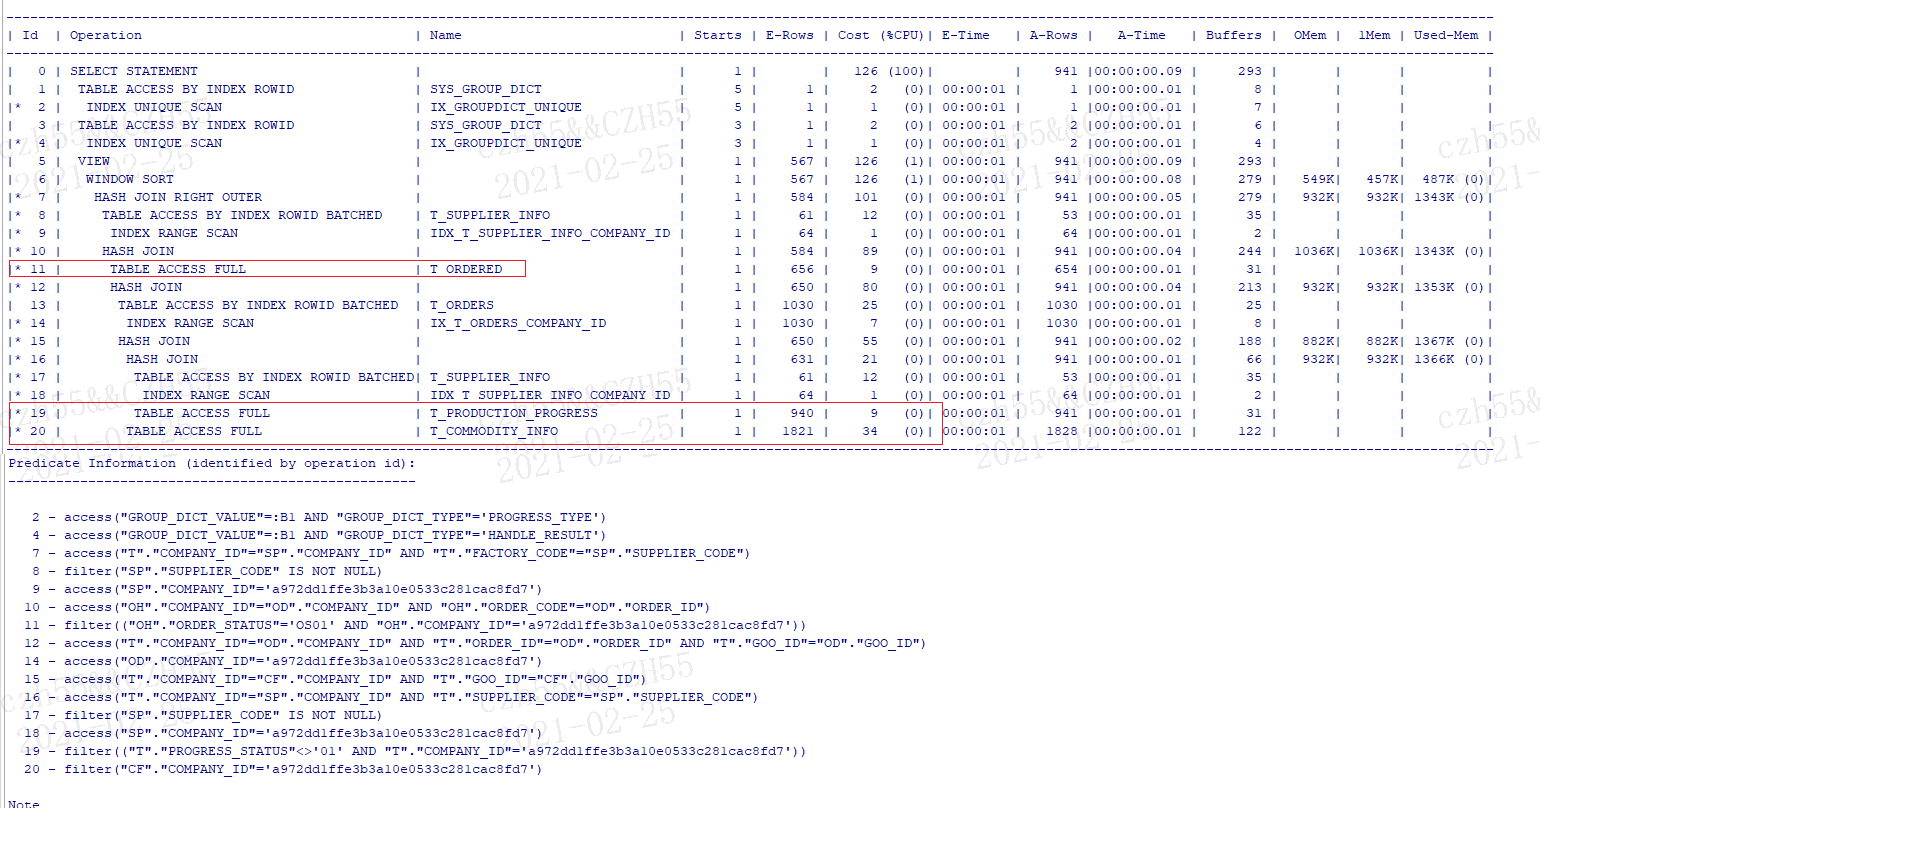 | Id | Operation | Name | Starts | E-Rows | Cost (%CPU)| E-Time | A-Rows | A-Time | Buffers | OMem | 1Mem | Used-Mem |
| 0 | SELECT STATEMENT | | 1 | | 126 (100)| | 941 |00:00:00.09 | 293 | | | |
| 1 | TABLE ACCESS BY INDEX ROWID | SYS_GROUP_DICT | 5 | 1 | 2 (0)| 00:00:01 | 1 |00:00:00.01 | 8 | | | |
|* 2 | INDEX UNIQUE SCAN | IX_GROUPDICT_UNIQUE | 5 | 1 | 1 (0)| 00:00:01 | 1 |00:00:00.01 | 7 | | | |
| 3 | TABLE ACCESS BY INDEX ROWID | SYS_GROUP_DICT | 3 | 1 | 2 (0)| 00:00:01 | 2 |00:00:00.01 | 6 | | | |
|* 4 | INDEX UNIQUE SCAN | IX_GROUPDICT_UNIQUE | 3 | 1 | 1 (0)| 00:00:01 | 2 |00:00:00.01 | 4 | | | |
| 5 | VIEW | | 1 | 567 | 126 (1)| 00:00:01 | 941 |00:00:00.09 | 293 | | | |
| 6 | WINDOW SORT | | 1 | 567 | 126 (1)| 00:00:01 | 941 |00:00:00.08 | 279 | 549K| 457K| 487K (0)|
|* 7 | HASH JOIN RIGHT OUTER | | 1 | 584 | 101 (0)| 00:00:01 | 941 |00:00:00.05 | 279 | 932K| 932K| 1343K (0)|
|* 8 | TABLE ACCESS BY INDEX ROWID BATCHED | T_SUPPLIER_INFO | 1 | 61 | 12 (0)| 00:00:01 | 53 |00:00:00.01 | 35 | | | |
|* 9 | INDEX RANGE SCAN | IDX_T_SUPPLIER_INFO_COMPANY_ID | 1 | 64 | 1 (0)| 00:00:01 | 64 |00:00:00.01 | 2 | | | |
|* 10 | HASH JOIN | | 1 | 584 | 89 (0)| 00:00:01 | 941 |00:00:00.04 | 244 | 1036K| 1036K| 1343K (0)|
|* 11 | TABLE ACCESS FULL | T_ORDERED | 1 | 656 | 9 (0)| 00:00:01 | 654 |00:00:00.01 | 31 | | | |
|* 12 | HASH JOIN | | 1 | 650 | 80 (0)| 00:00:01 | 941 |00:00:00.04 | 213 | 932K| 932K| 1353K (0)|
| 13 | TABLE ACCESS BY INDEX ROWID BATCHED | T_ORDERS | 1 | 1030 | 25 (0)| 00:00:01 | 1030 |00:00:00.01 | 25 | | | |
|* 14 | INDEX RANGE SCAN | IX_T_ORDERS_COMPANY_ID | 1 | 1030 | 7 (0)| 00:00:01 | 1030 |00:00:00.01 | 8 | | | |
|* 15 | HASH JOIN | | 1 | 650 | 55 (0)| 00:00:01 | 941 |00:00:00.02 | 188 | 882K| 882K| 1367K (0)|
|* 16 | HASH JOIN | | 1 | 631 | 21 (0)| 00:00:01 | 941 |00:00:00.01 | 66 | 932K| 932K| 1366K (0)|
|* 17 | TABLE ACCESS BY INDEX ROWID BATCHED| T_SUPPLIER_INFO | 1 | 61 | 12 (0)| 00:00:01 | 53 |00:00:00.01 | 35 | | | |
|* 18 | INDEX RANGE SCAN | IDX_T_SUPPLIER_INFO_COMPANY_ID | 1 | 64 | 1 (0)| 00:00:01 | 64 |00:00:00.01 | 2 | | | |
|* 19 | TABLE ACCESS FULL | T_PRODUCTION_PROGRESS | 1 | 940 | 9 (0)| 00:00:01 | 941 |00:00:00.01 | 31 | | | |
|* 20 | TABLE ACCESS FULL | T_COMMODITY_INFO | 1 | 1821 | 34 (0)| 00:00:01 | 1828 |00:00:00.01 | 122 | | | |
Predicate Information (identified by operation id):
2 - access("GROUP_DICT_VALUE"=:B1 AND "GROUP_DICT_TYPE"='PROGRESS_TYPE')
4 - access("GROUP_DICT_VALUE"=:B1 AND "GROUP_DICT_TYPE"='HANDLE_RESULT')
7 - access("T"."COMPANY_ID"="SP"."COMPANY_ID" AND "T"."FACTORY_CODE"="SP"."SUPPLIER_CODE")
8 - filter("SP"."SUPPLIER_CODE" IS NOT NULL)
9 - access("SP"."COMPANY_ID"='a972dd1ffe3b3a10e0533c281cac8fd7')
10 - access("OH"."COMPANY_ID"="OD"."COMPANY_ID" AND "OH"."ORDER_CODE"="OD"."ORDER_ID")
11 - filter(("OH"."ORDER_STATUS"='OS01' AND "OH"."COMPANY_ID"='a972dd1ffe3b3a10e0533c281cac8fd7'))
12 - access("T"."COMPANY_ID"="OD"."COMPANY_ID" AND "T"."ORDER_ID"="OD"."ORDER_ID" AND "T"."GOO_ID"="OD"."GOO_ID")
14 - access("OD"."COMPANY_ID"='a972dd1ffe3b3a10e0533c281cac8fd7')
15 - access("T"."COMPANY_ID"="CF"."COMPANY_ID" AND "T"."GOO_ID"="CF"."GOO_ID")
16 - access("T"."COMPANY_ID"="SP"."COMPANY_ID" AND "T"."SUPPLIER_CODE"="SP"."SUPPLIER_CODE")
17 - filter("SP"."SUPPLIER_CODE" IS NOT NULL)
18 - access("SP"."COMPANY_ID"='a972dd1ffe3b3a10e0533c281cac8fd7')
19 - filter(("T"."PROGRESS_STATUS"<>'01' AND "T"."COMPANY_ID"='a972dd1ffe3b3a10e0533c281cac8fd7'))
20 - filter("CF"."COMPANY_ID"='a972dd1ffe3b3a10e0533c281cac8fd7')
Note
czh55&&CZH55
2021-02-25